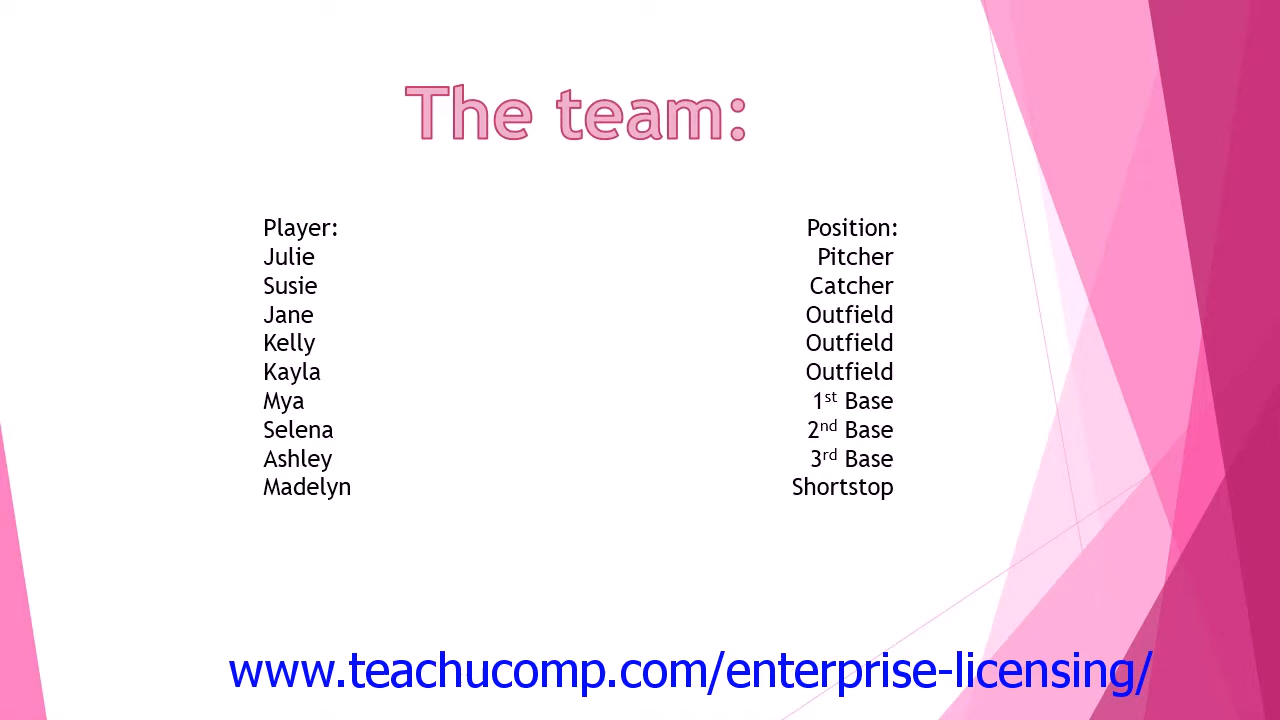 The team:
Player: Position:
Julie Pitcher
Susie Catcher
Jane Outfield
Kelly Outfield
Kayla Outfield
Mya 1st Base
Selena 2nd Base
Ashley 3rd Base
Madelyn Shortstop
www.teachucomp.com/enterprise-licensing/